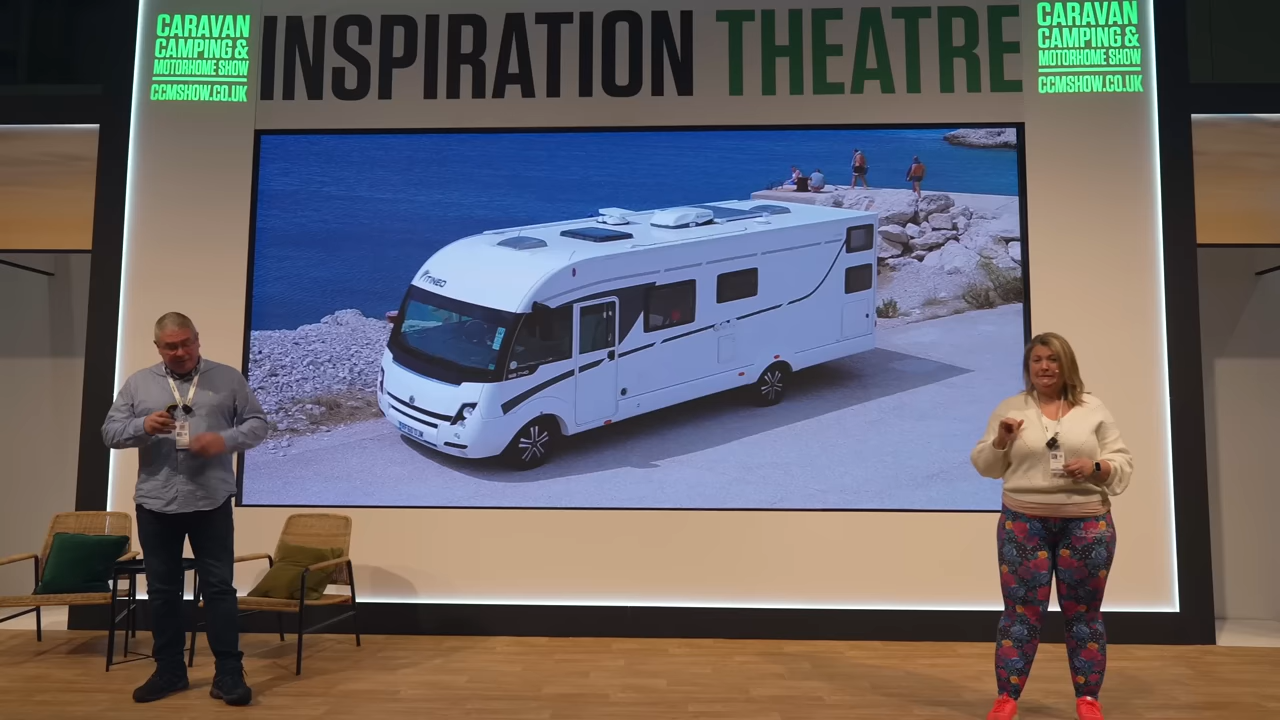 CARAVAN
CAMPING &
MOTORHOME SHOW
CCMSHOW.CO.UK
INSPIRATION THEATRE
CARAVAN
CAMPING &
MOTORHOME SHOW
CCMSHOW.CO.UK
ITINEO